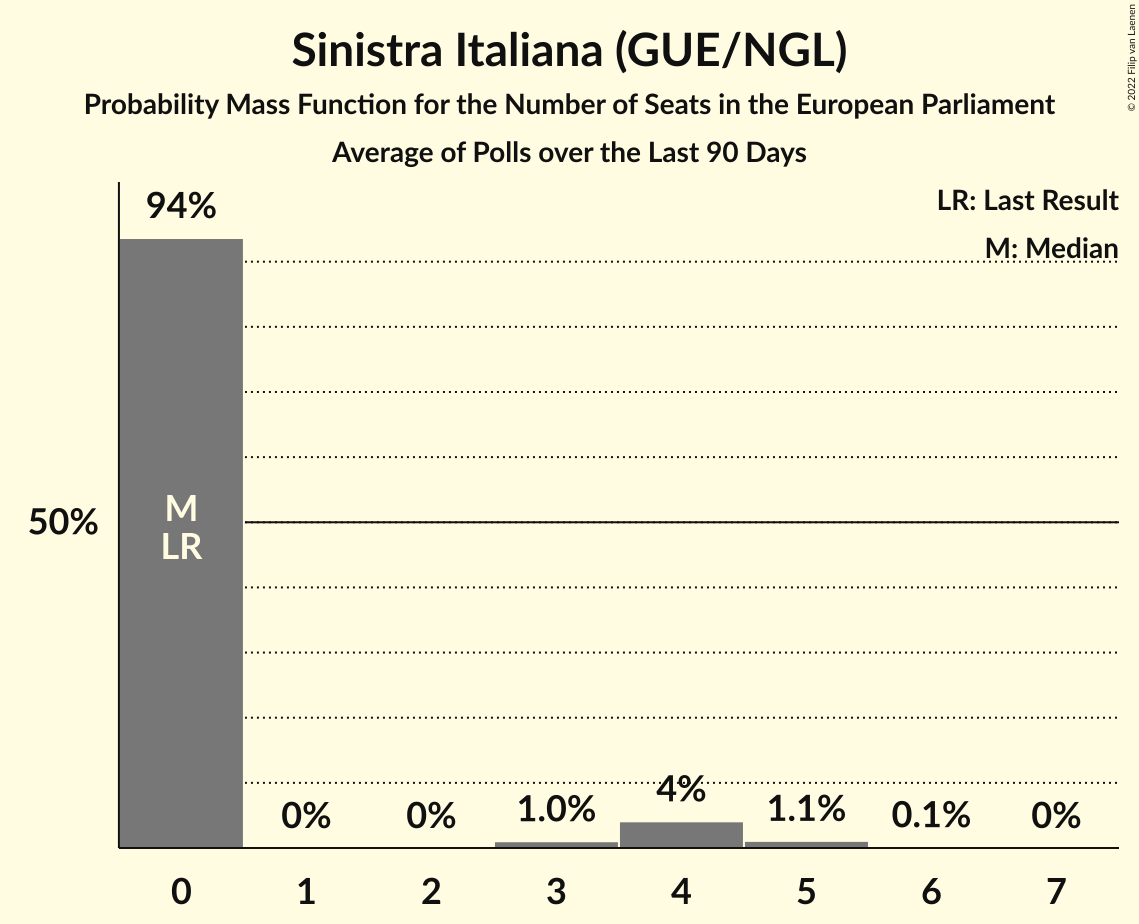 Sinistra Italiana (GUE/NGL)
Probability Mass Function for the Number of Seats in the European Parliament
Average of Polls over the Last 90 Days
© 2022 Filip van Laenen
LR: Last Result
M: Median
94%
50%
M
LR
0%
0%
1.0%
4%
1.1%
0.1%
0%
0
1
2
3
4
5
6
7